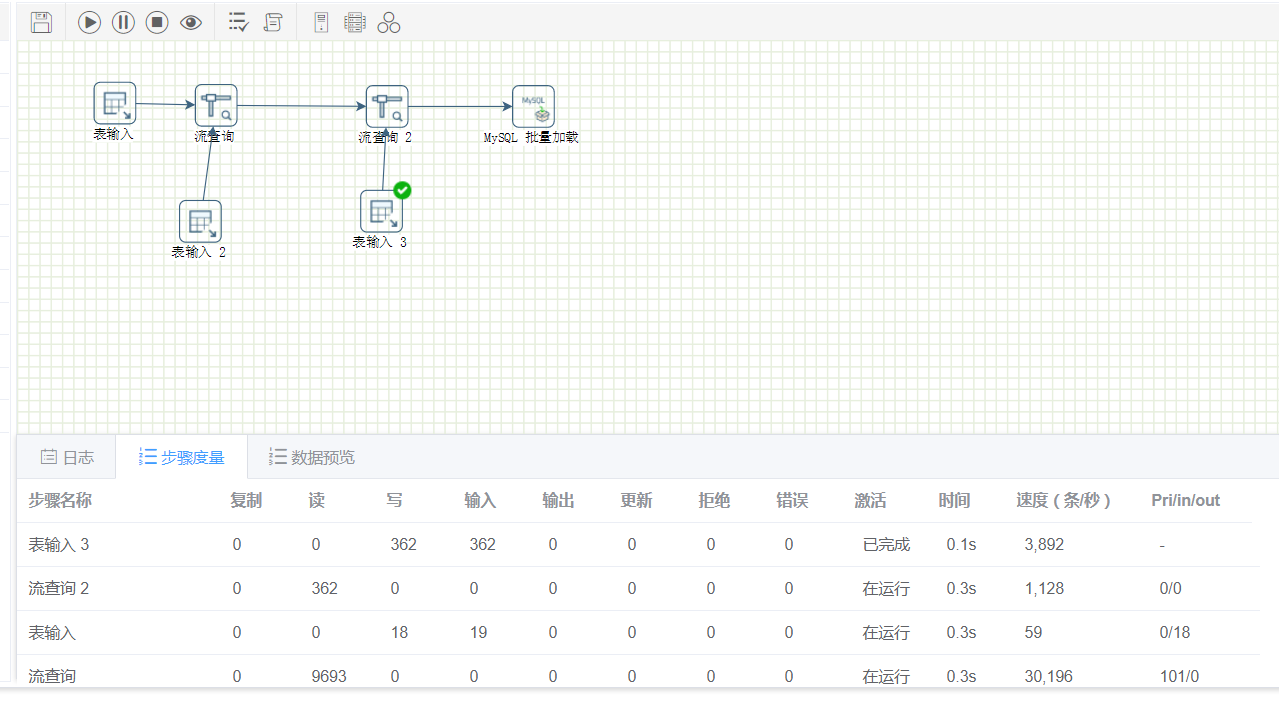 MySQL
表输入
流查询
流查询 2
MySQL 批量加载
表输入 2
表输入 3
日志
步骤度量
数据预览
步骤名称 复制 读 写 输入 输出 更新 拒绝 错误 激活 时间 速度（条/秒） Pri/in/out
表输入 3 0 0 362 362 0 0 0 0 已完成 0.1s 3,892 -
流查询 2 0 362 0 0 0 0 0 0 在运行 0.3s 1,128 0/0
表输入 0 0 18 19 0 0 0 0 在运行 0.3s 59 0/18
流查询 0 9693 0 0 0 0 0 0 在运行 0.3s 30,196 101/0